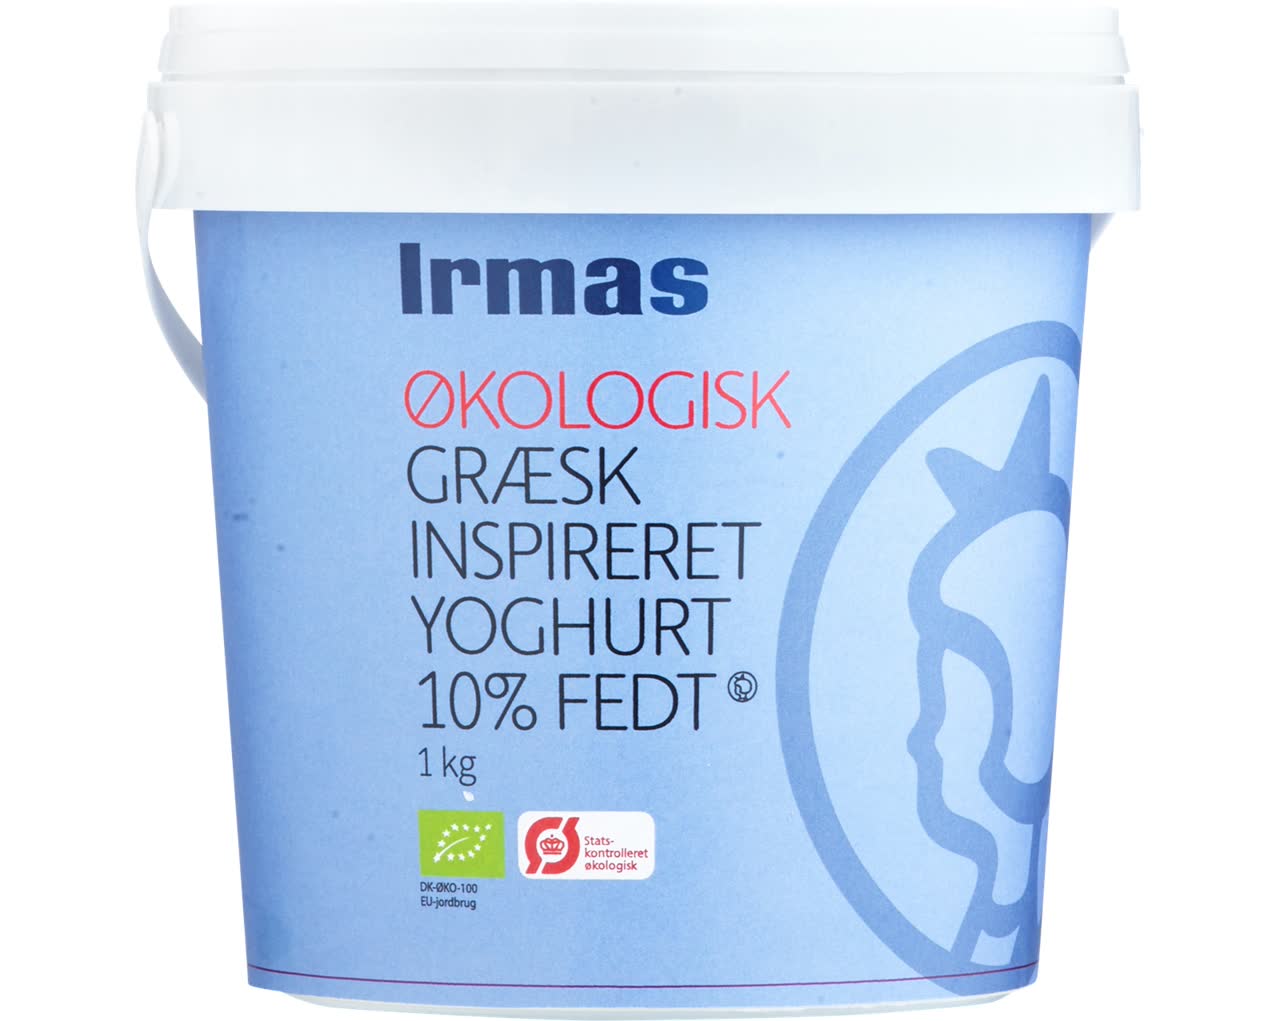 Irmas
ØKOLOGISK
GRÆSK
INSPIRERET
YOGHURT
10% FEDT
1 kg
Stats-
kontrolleret
økologisk
DK-ØKO-100
EU-jordbrug